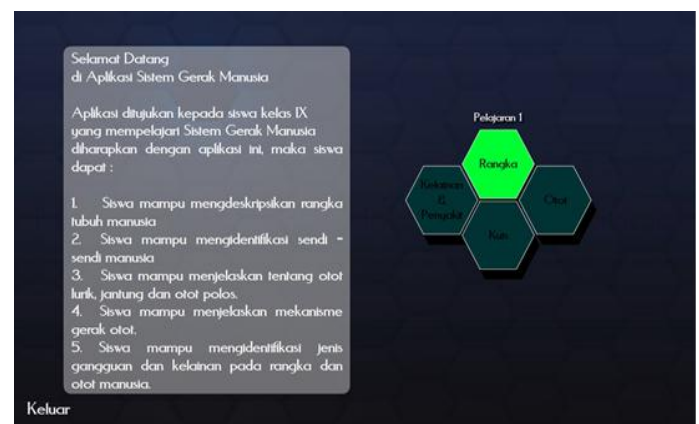 Selamat Datang
di Aplikasi Sistem Gerak Manusia
Aplikasi ditujukan kepada siswa kelas IX
yang mempelajari Sistem Gerak Manusia
diharapkan dengan aplikasi ini, maka siswa
dapat :
1. Siswa mampu mengdeskripsikan rangka
tubuh manusia
2. Siswa mampu mengidentifikasi sendi -
sendi manusia
3. Siswa mampu menjelaskan tentang otot
lurik, jantung dan otot polos.
4. Siswa mampu menjelaskan mekanisme
gerak otot.
5. Siswa mampu mengidentifikasi jenis
gangguan dan kelainan pada rangka dan
otot manusia.
Pelajaran 1
Rangka
Kelainan
&
Penyakit
Otot
Kuis
Keluar